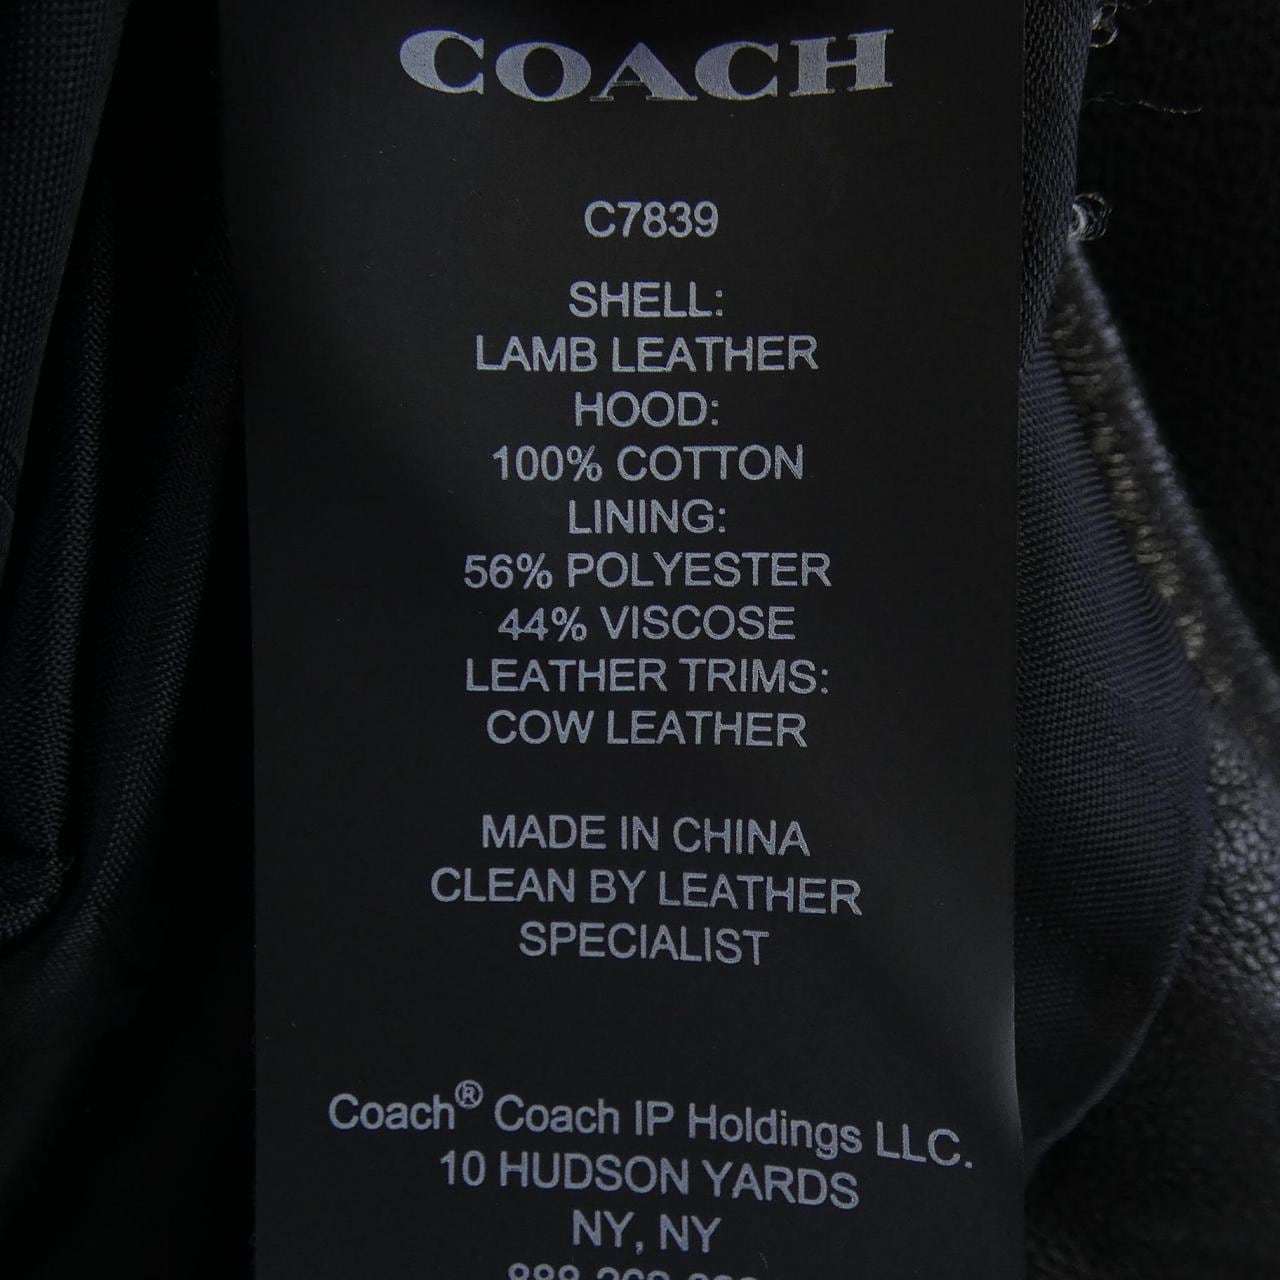 COACH
C7839
SHELL:
LAMB LEATHER
HOOD:
100% COTTON
LINING:
56% POLYESTER
44% VISCOSE
LEATHER TRIMS:
COW LEATHER
MADE IN CHINA
CLEAN BY LEATHER
SPECIALIST
Coach® Coach IP Holdings LLC.
10 HUDSON YARDS
NY, NY